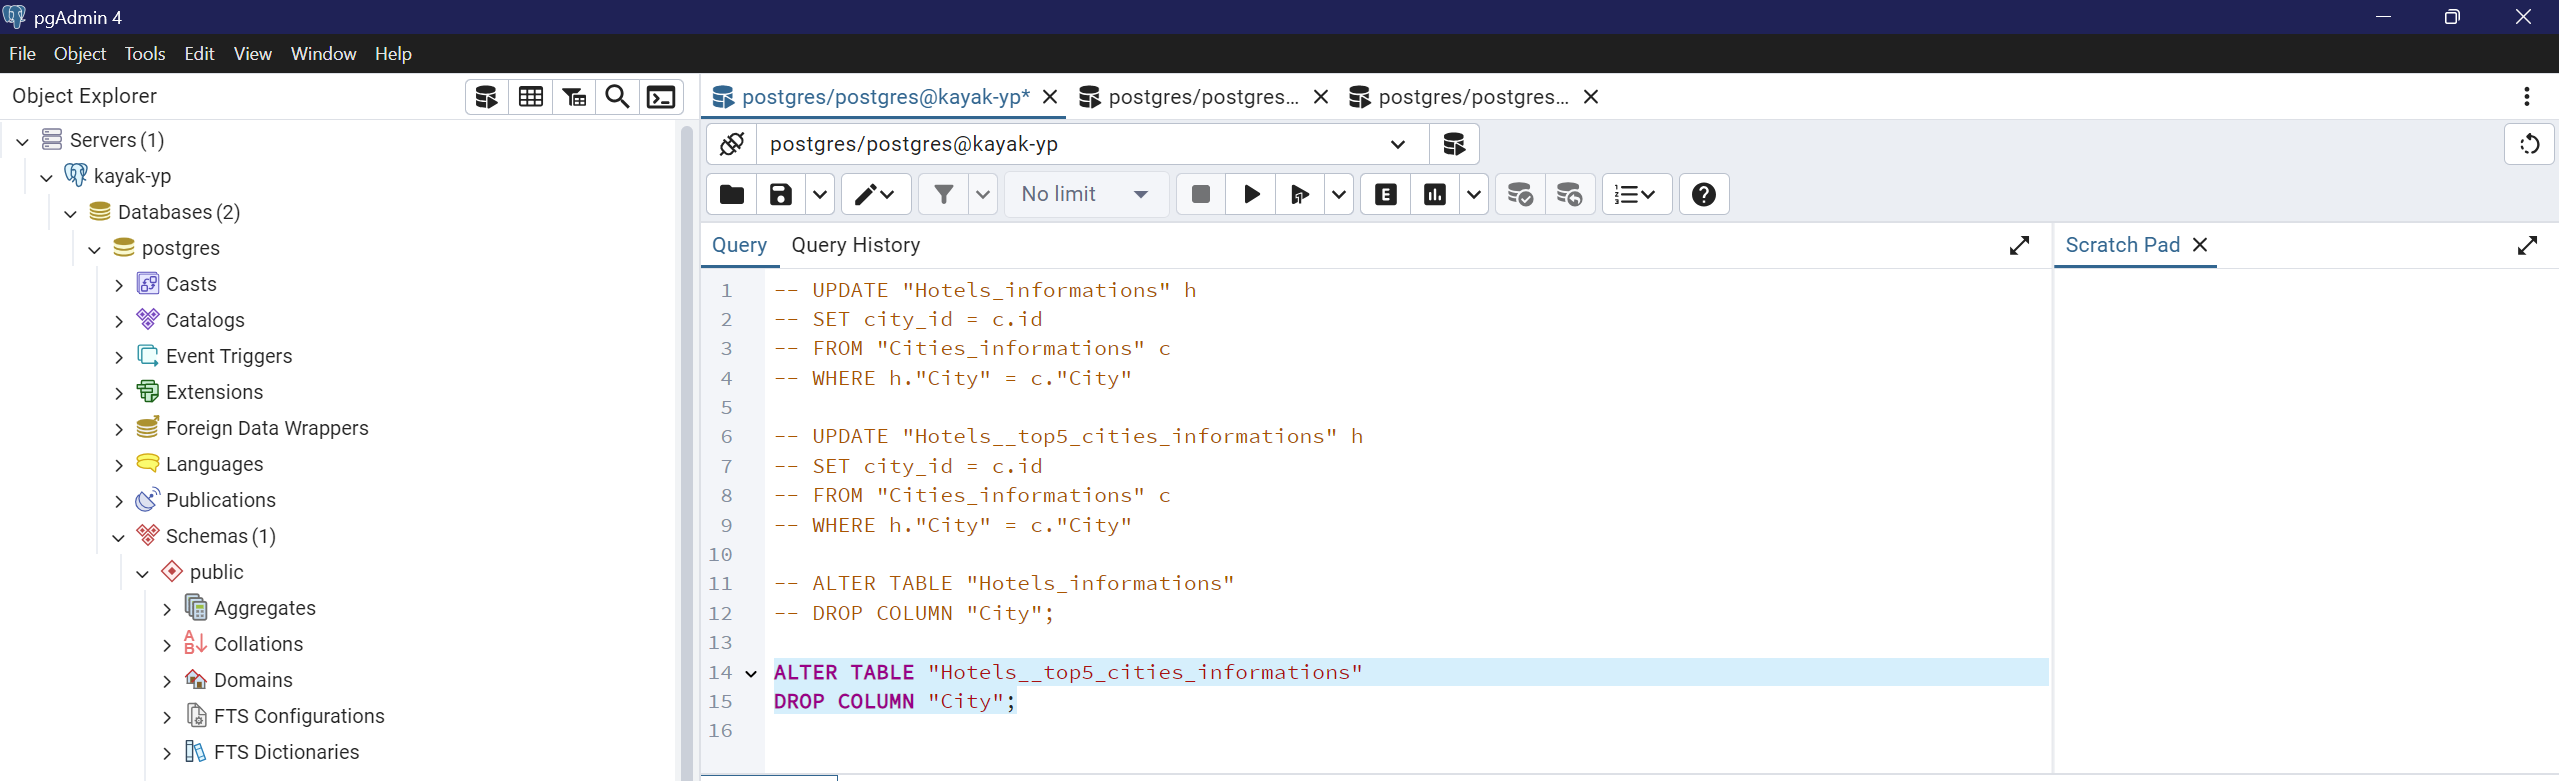 pgAdmin 4
File Object Tools Edit View Window Help
Object Explorer
postgres/postgres@kayak-yp*
postgres/postgres...
postgres/postgres...
Servers (1)
kayak-yp
Databases (2)
postgres
Casts
Catalogs
Event Triggers
Extensions
Foreign Data Wrappers
Languages
Publications
Schemas (1)
public
Aggregates
Collations
Domains
FTS Configurations
FTS Dictionaries
postgres/postgres@kayak-yp
No limit
E
Query Query History
Scratch Pad
1 -- UPDATE "Hotels_informations" h
2 -- SET city_id = c.id
3 -- FROM "Cities_informations" c
4 -- WHERE h."City" = c."City"
5
6 -- UPDATE "Hotels__top5_cities_informations" h
7 -- SET city_id = c.id
8 -- FROM "Cities_informations" c
9 -- WHERE h."City" = c."City"
10
11 -- ALTER TABLE "Hotels_informations"
12 -- DROP COLUMN "City";
13
14 ALTER TABLE "Hotels__top5_cities_informations"
15 DROP COLUMN "City";
16